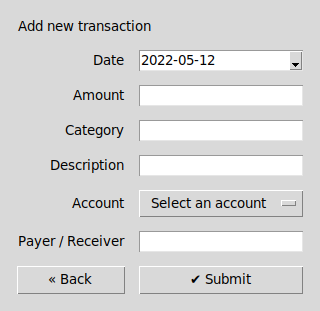 Add new transaction
Date 2022-05-12
Amount
Category
Description
Account Select an account
Payer / Receiver
« Back ✔ Submit